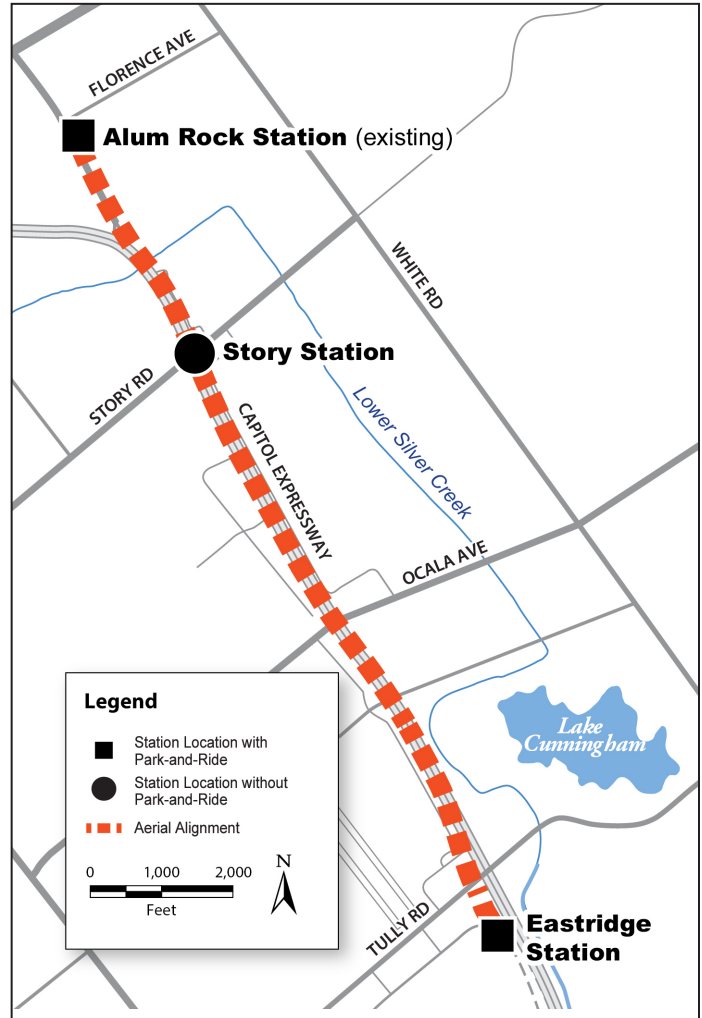 FLORENCE AVE
Alum Rock Station (existing)
WHITE RD
Story Station
STORY RD
CAPITOL EXPRESSWAY
Lower Silver Creek
OCALA AVE
Lake
Cunningham
TULLY RD
Eastridge
Station
Legend
Station Location with
Park-and-Ride
Station Location without
Park-and-Ride
Aerial Alignment
0 1,000 2,000
Feet
N